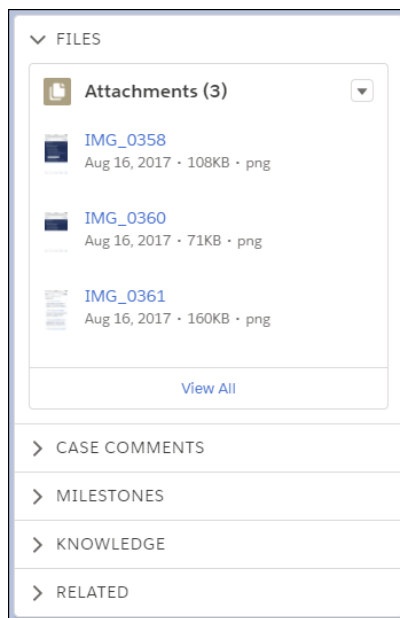 FILES
Attachments (3)
IMG_0358
Aug 16, 2017 • 108KB • png
IMG_0360
Aug 16, 2017 • 71KB • png
IMG_0361
Aug 16, 2017 • 160KB • png
View All
CASE COMMENTS
MILESTONES
KNOWLEDGE
RELATED